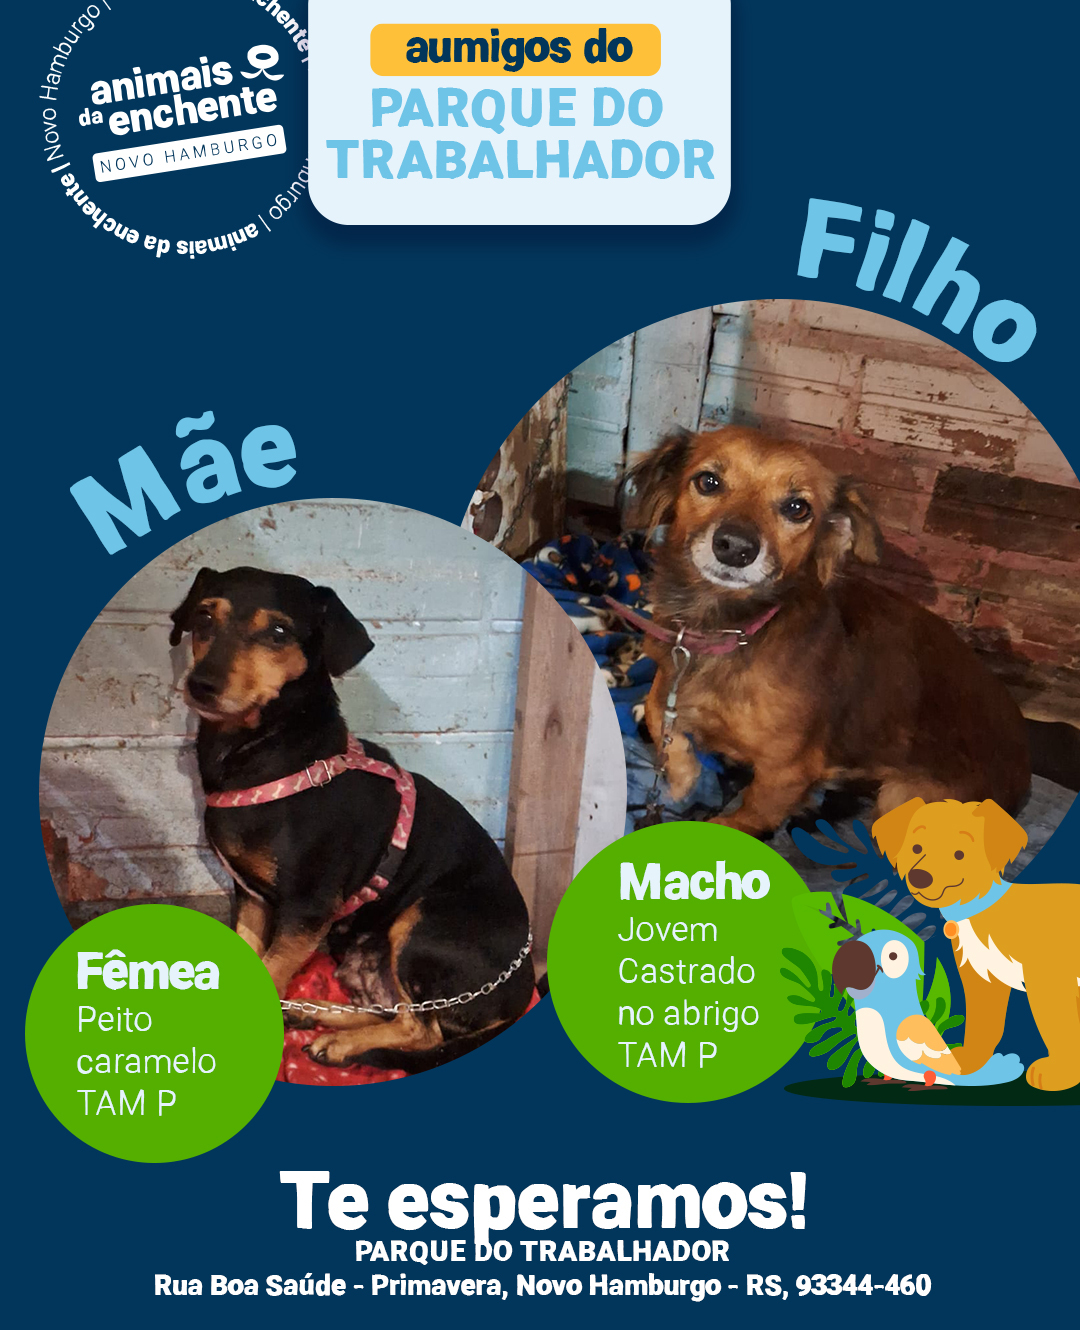 Novo Hamburgo |
animais
da enchente
NOVO HAMBURGO
animais da enchente |
aumigos do
PARQUE DO
TRABALHADOR
Filho
Mãe
Macho
Jovem
Castrado
no abrigo
TAM P
Fêmea
Peito
caramelo
TAM P
Te esperamos!
PARQUE DO TRABALHADOR
Rua Boa Saúde - Primavera, Novo Hamburgo - RS, 93344-460